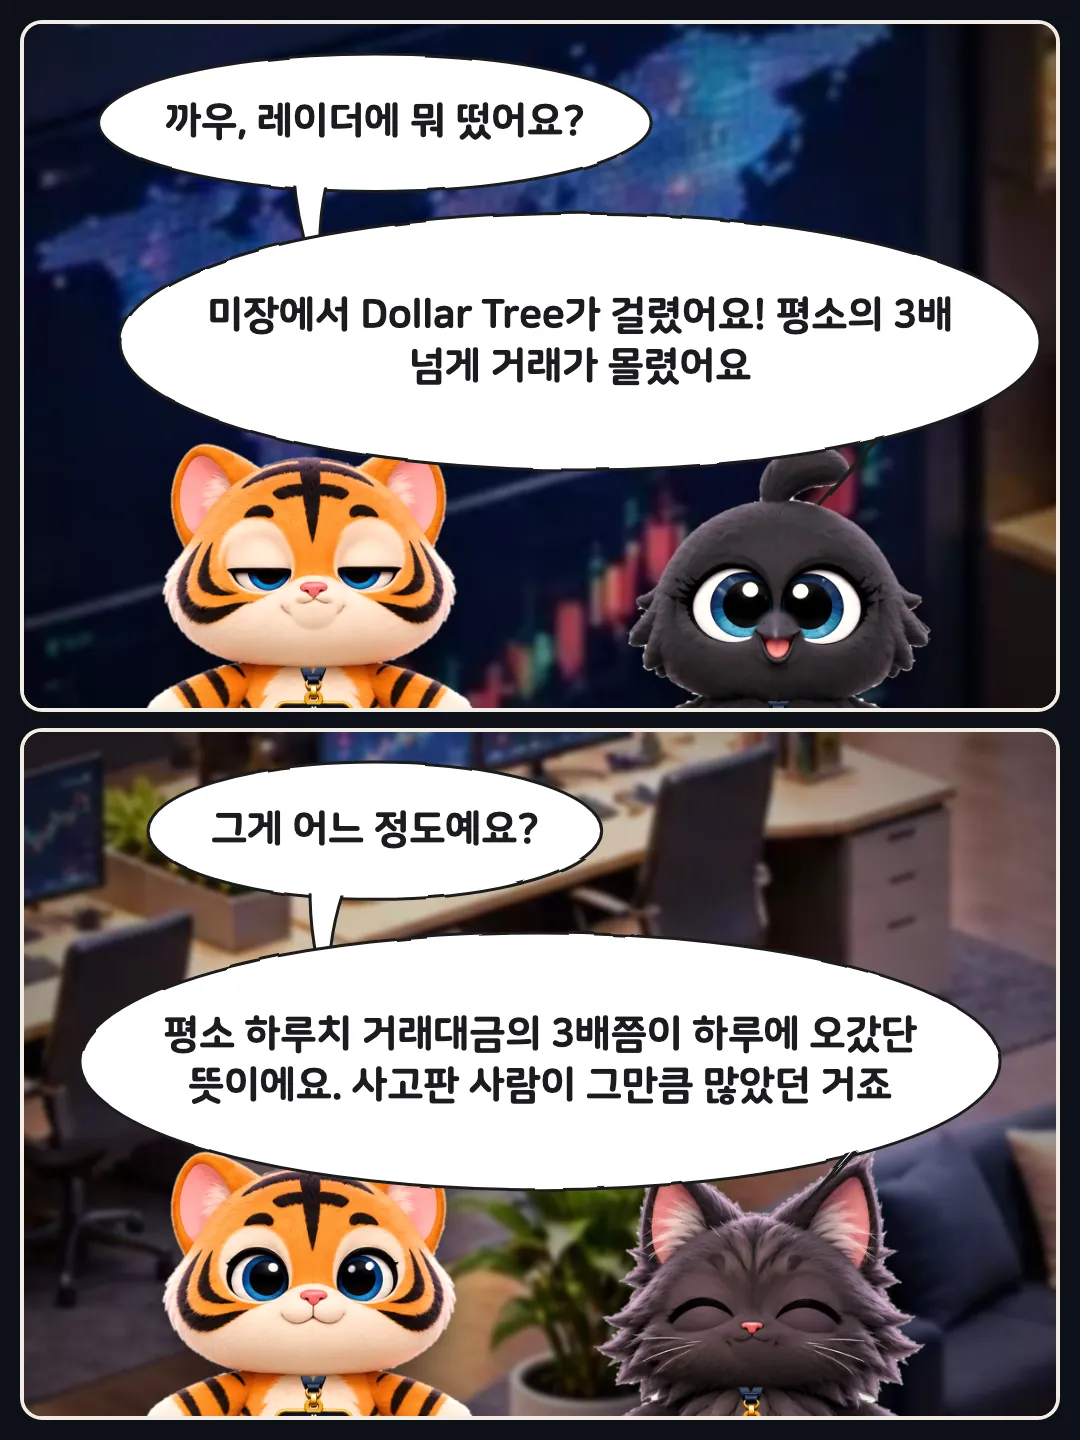 까우, 레이더에 뭐 떴어요?
미장에서 Dollar Tree가 걸렸어요! 평소의 3배
넘게 거래가 몰렸어요
그게 어느 정도예요?
평소 하루치 거래대금의 3배쯤이 하루에 오갔단
뜻이에요. 사고판 사람이 그만큼 많았던 거죠